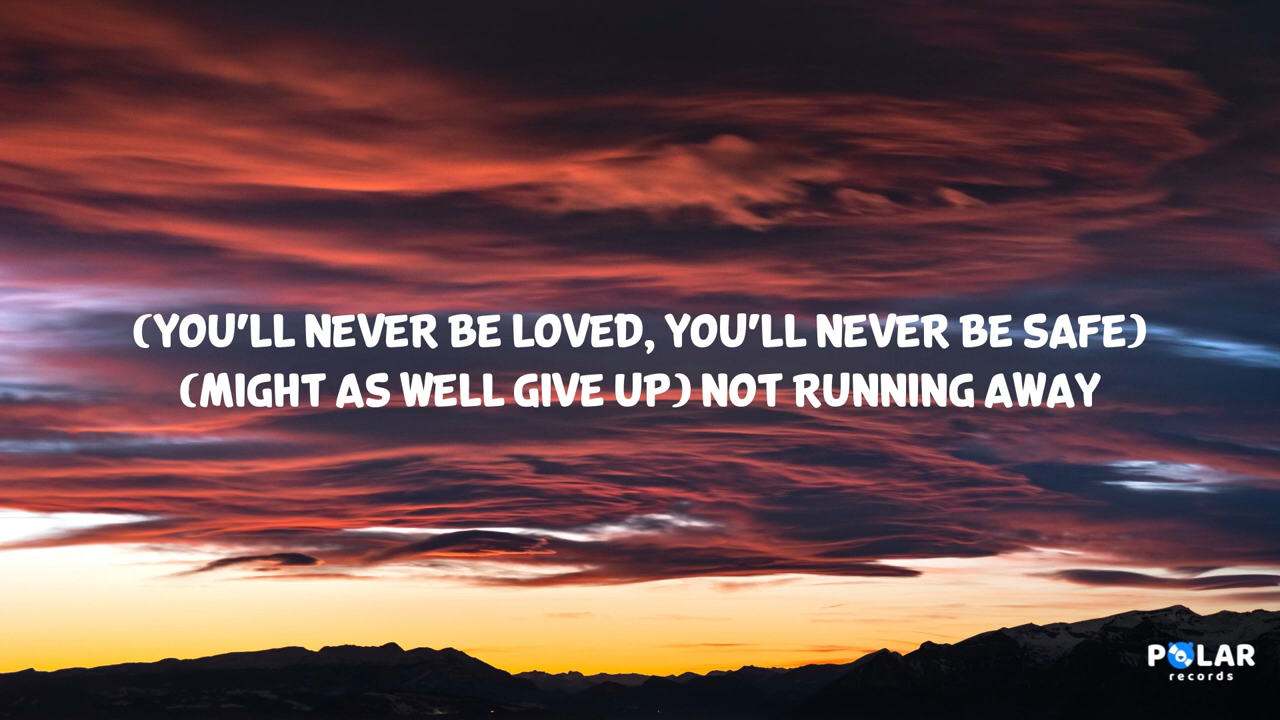 (YOU'LL NEVER BE LOVED, YOU'LL NEVER BE SAFE)
(MIGHT AS WELL GIVE UP) NOT RUNNING AWAY
POLAR
records